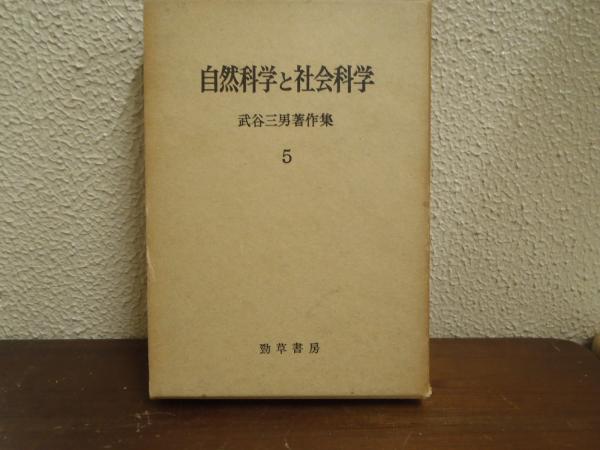 自然科学と社会科学
武谷三男著作集
5
勁草書房